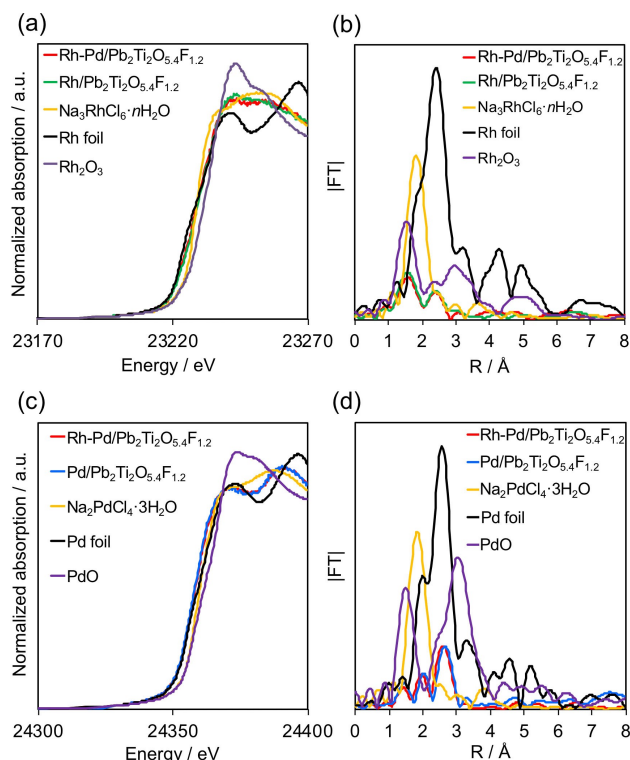 (a)
Normalized absorption / a.u.
Rh-Pd/Pb₂Ti₂O₅.₄F₁.₂
Rh/Pb₂Ti₂O₅.₄F₁.₂
Na₃RhCl₆·nH₂O
Rh foil
Rh₂O₃
23170 23220 23270
Energy / eV
(b)
|FT|
Rh-Pd/Pb₂Ti₂O₅.₄F₁.₂
Rh/Pb₂Ti₂O₅.₄F₁.₂
Na₃RhCl₆·nH₂O
Rh foil
Rh₂O₃
0 1 2 3 4 5 6 7 8
R / Å
(c)
Normalized absorption / a.u.
Rh-Pd/Pb₂Ti₂O₅.₄F₁.₂
Pd/Pb₂Ti₂O₅.₄F₁.₂
Na₂PdCl₄·3H₂O
Pd foil
PdO
24300 24350 24400
Energy / eV
(d)
|FT|
Rh-Pd/Pb₂Ti₂O₅.₄F₁.₂
Pd/Pb₂Ti₂O₅.₄F₁.₂
Na₂PdCl₄·3H₂O
Pd foil
PdO
0 1 2 3 4 5 6 7 8
R / Å